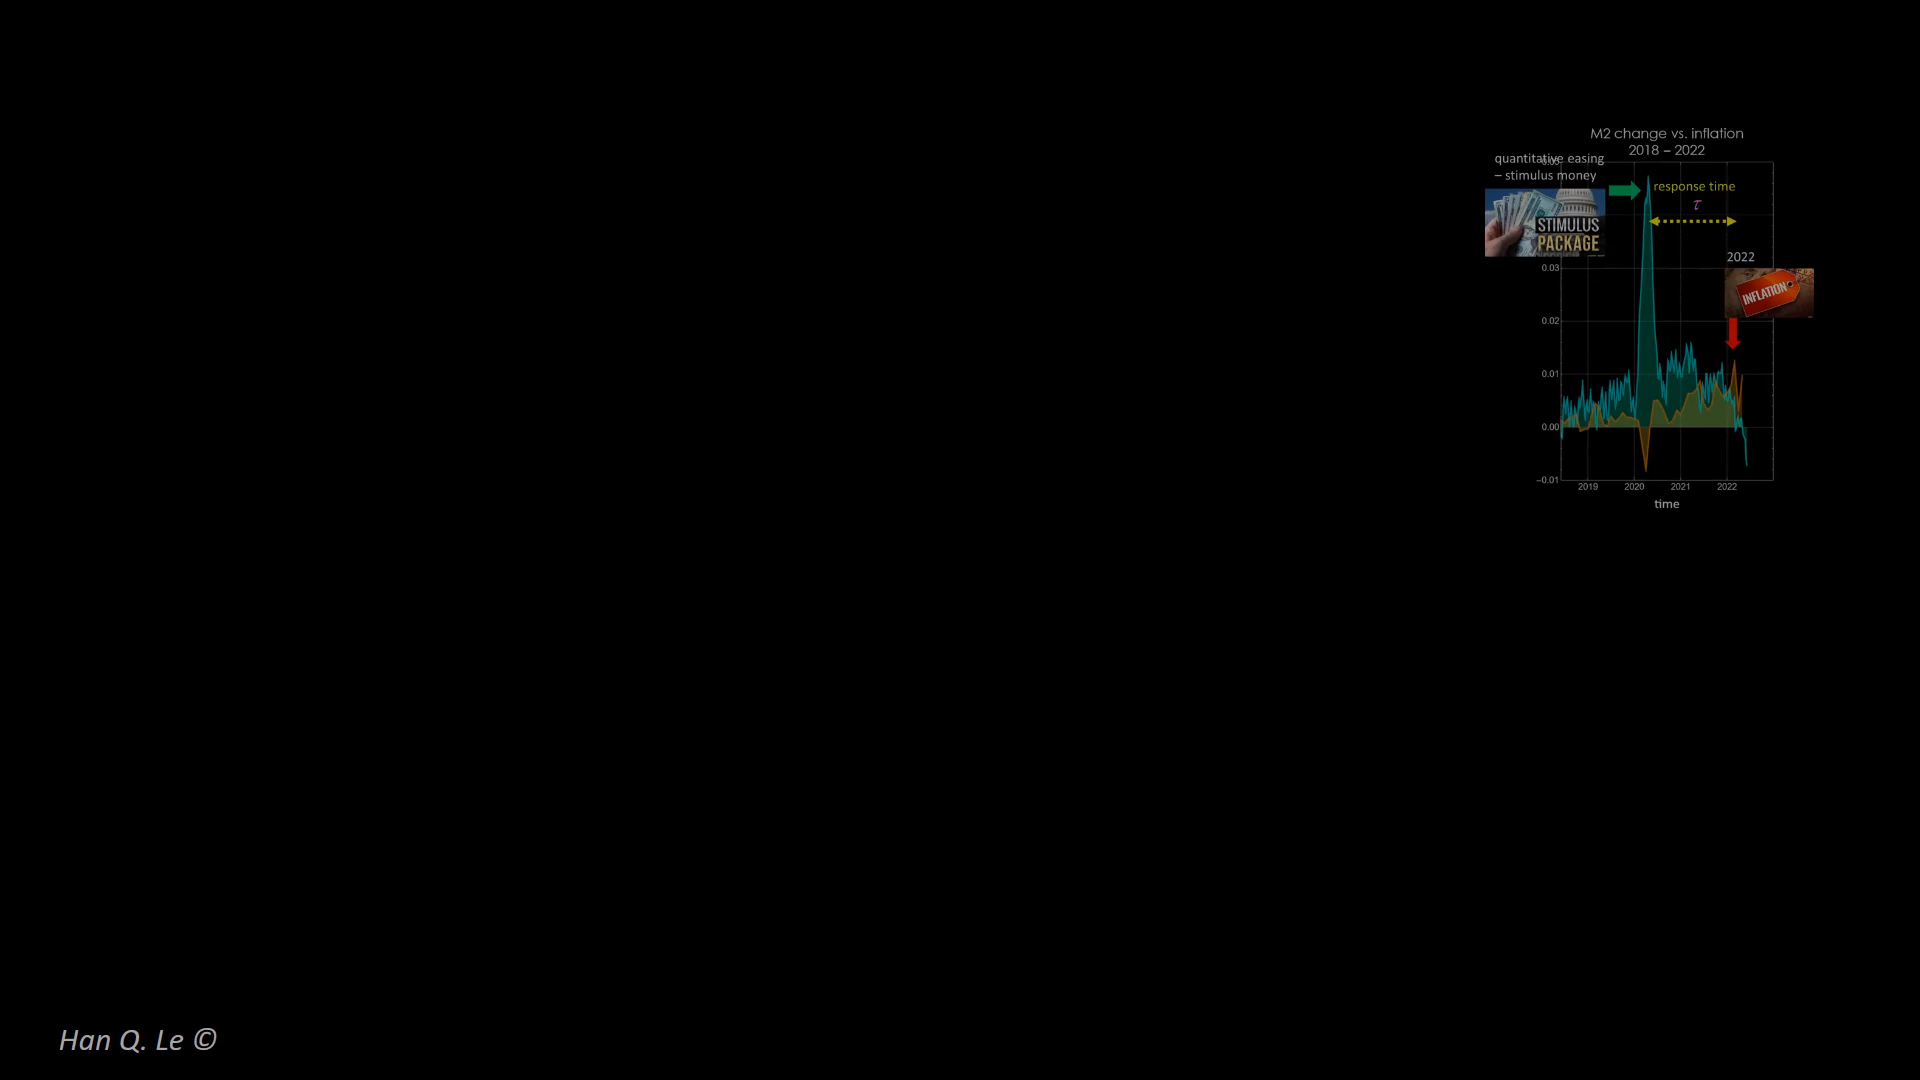 M2 change vs. inflation
2018 – 2022
quantitative easing
– stimulus money
response time
τ
STIMULUS
PACKAGE
2022
INFLATION
0.03
0.02
0.01
0.00
−0.01
2019 2020 2021 2022
time
Han Q. Le ©